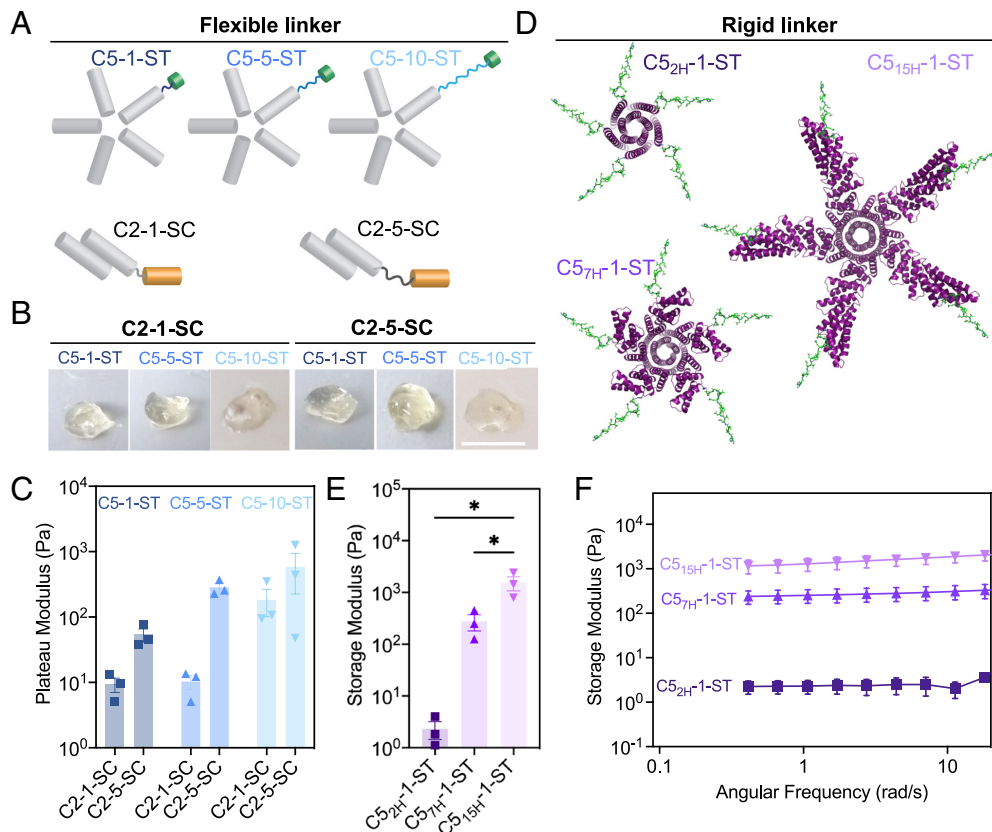 A
Flexible linker
C5-1-ST C5-5-ST C5-10-ST
C2-1-SC C2-5-SC
B
C2-1-SC C2-5-SC
C5-1-ST C5-5-ST C5-10-ST C5-1-ST C5-5-ST C5-10-ST
C
Plateau Modulus (Pa)
10⁴
10³
10²
10¹
10⁰
C5-1-ST C5-5-ST C5-10-ST
C2-1-SC C2-5-SC C2-1-SC C2-5-SC C2-1-SC C2-5-SC
D
Rigid linker
C5₂H-1-ST C5₁₅H-1-ST
C5₇H-1-ST
E
Storage Modulus (Pa)
10⁵
10⁴
10³
10²
10¹
10⁰
*
*
C5₂H-1-ST C5₇H-1-ST C5₁₅H-1-ST
F
Storage Modulus (Pa)
10⁴
10³
10²
10¹
10⁰
10⁻¹
C5₁₅H-1-ST
C5₇H-1-ST
C5₂H-1-ST
0.1 1 10
Angular Frequency (rad/s)